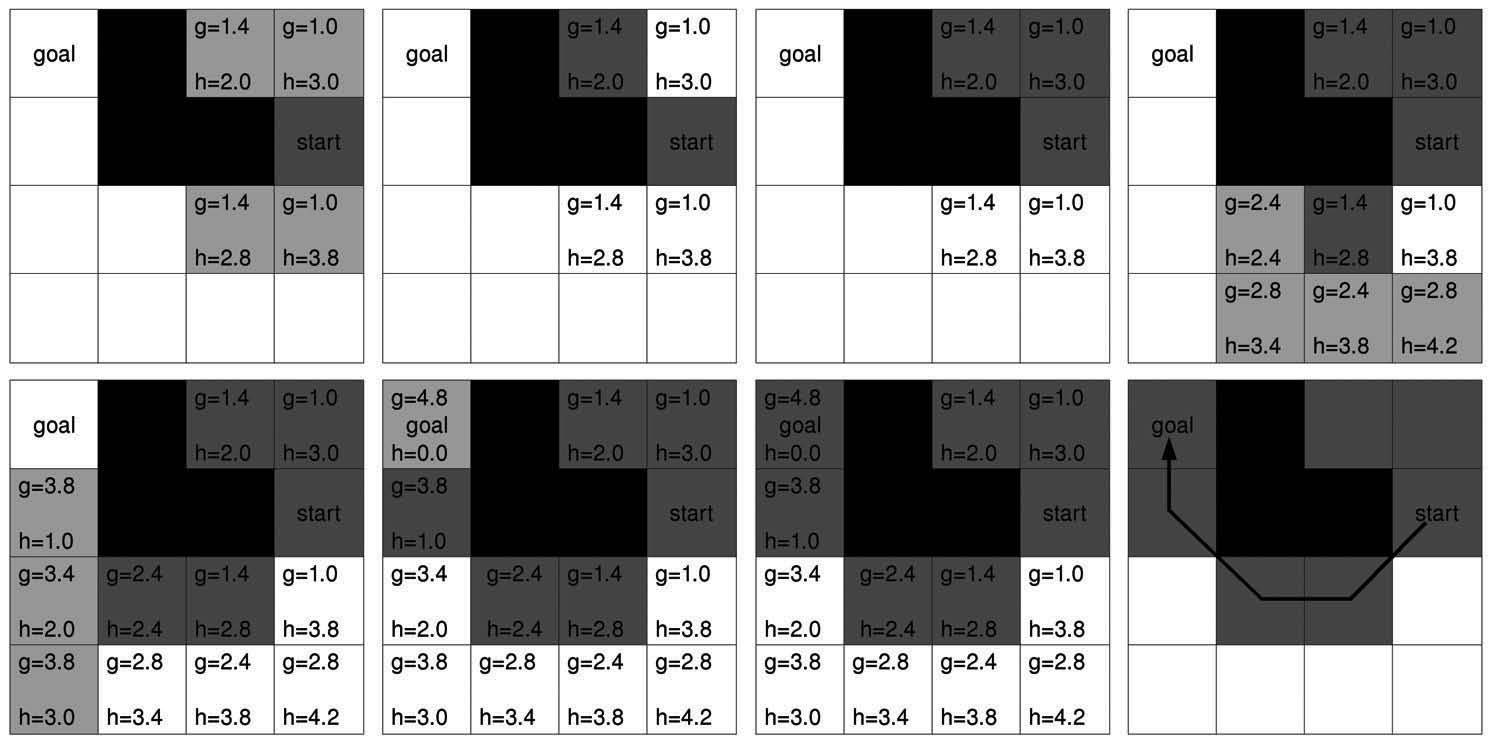 goal g=1.4 g=1.0
h=2.0 h=3.0
start
g=1.4 g=1.0
h=2.8 h=3.8
goal g=1.4 g=1.0
h=2.0 h=3.0
start
g=1.4 g=1.0
h=2.8 h=3.8
goal g=1.4 g=1.0
h=2.0 h=3.0
start
g=1.4 g=1.0
h=2.8 h=3.8
goal g=1.4 g=1.0
h=2.0 h=3.0
start
g=2.4 g=1.4 g=1.0
h=2.4 h=2.8 h=3.8
g=2.8 g=2.4 g=2.8
h=3.4 h=3.8 h=4.2
goal g=1.4 g=1.0
h=2.0 h=3.0
g=3.8
start
h=1.0
g=3.4 g=2.4 g=1.4 g=1.0
h=2.0 h=2.4 h=2.8 h=3.8
g=3.8 g=2.8 g=2.4 g=2.8
h=3.0 h=3.4 h=3.8 h=4.2
g=4.8 g=1.4 g=1.0
goal
h=0.0 h=2.0 h=3.0
g=3.8
start
h=1.0
g=3.4 g=2.4 g=1.4 g=1.0
h=2.0 h=2.4 h=2.8 h=3.8
g=3.8 g=2.8 g=2.4 g=2.8
h=3.0 h=3.4 h=3.8 h=4.2
g=4.8 g=1.4 g=1.0
goal
h=0.0 h=2.0 h=3.0
g=3.8
start
h=1.0
g=3.4 g=2.4 g=1.4 g=1.0
h=2.0 h=2.4 h=2.8 h=3.8
g=3.8 g=2.8 g=2.4 g=2.8
h=3.0 h=3.4 h=3.8 h=4.2
goal
start